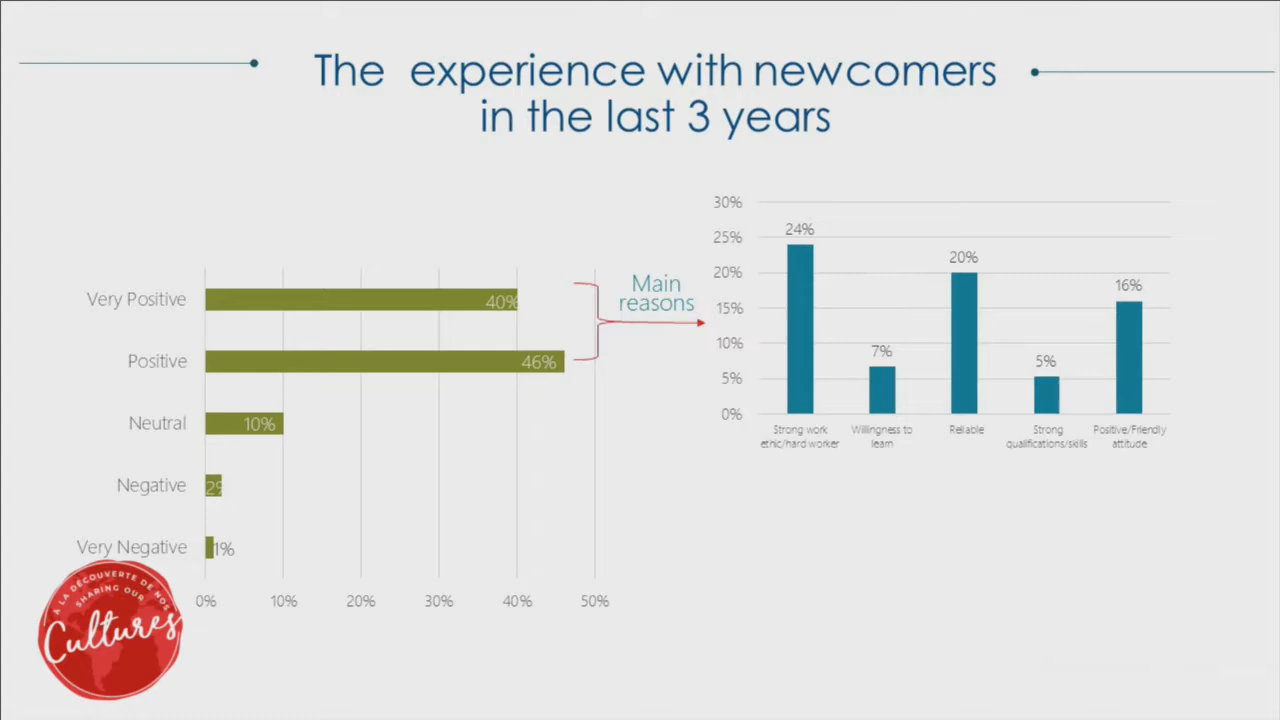 The experience with newcomers
in the last 3 years
Very Positive
40%
Positive
46%
Neutral
10%
Negative
2%
Very Negative
1%
0% 10% 20% 30% 40% 50%
Main
reasons
30%
25%
20%
15%
10%
5%
0%
24%
7%
20%
5%
16%
Strong work
ethic/hard worker
Willingness to
learn
Reliable
Strong
qualifications/skills
Positive/Friendly
attitude
À LA DÉCOUVERTE DE NOS
SHARING OUR
Cultures